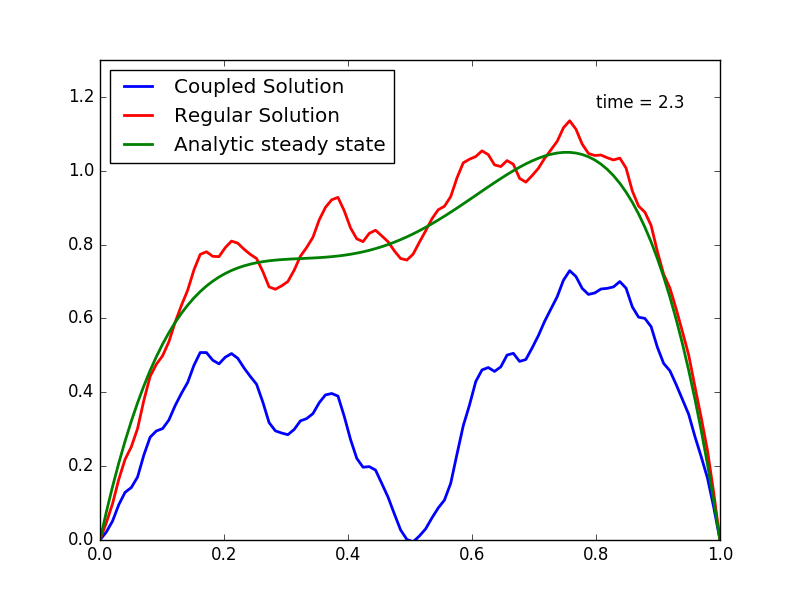 1.2
1.0
0.8
0.6
0.4
0.2
0.0
Coupled Solution
Regular Solution
Analytic steady state
time = 2.3
0.0 0.2 0.4 0.6 0.8 1.0